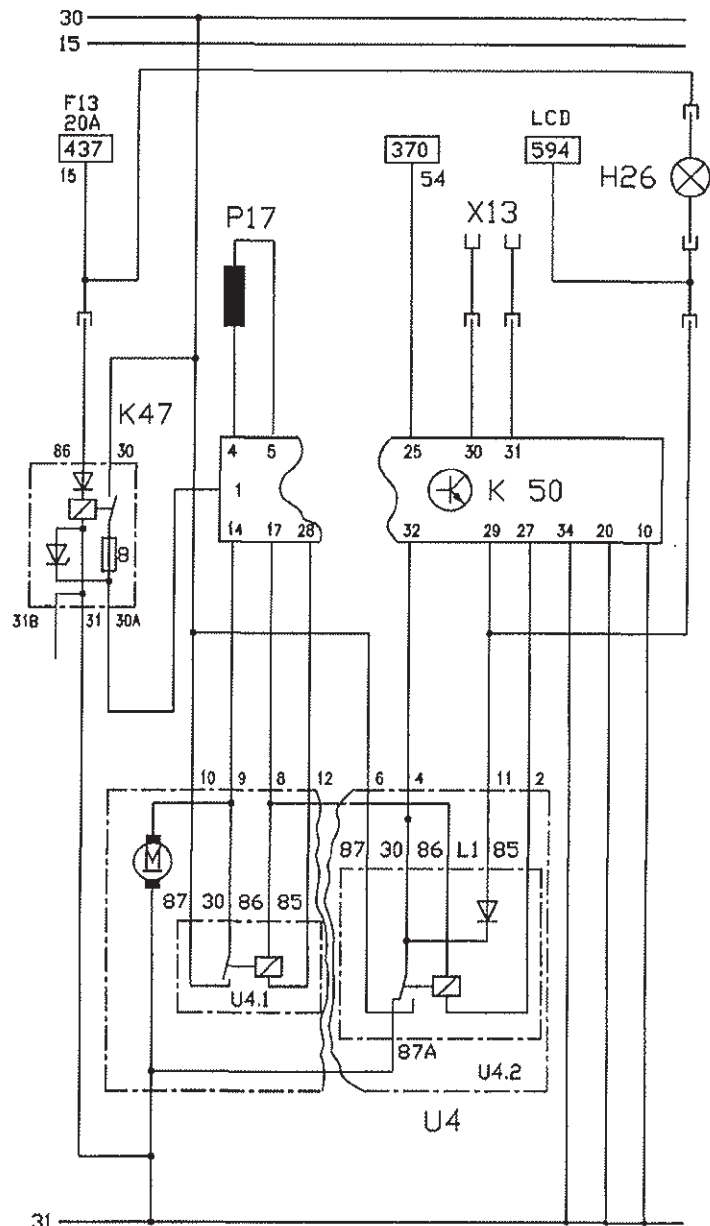 30
15
F13
20A
437
15
370
54
LCD
594
H26
P17
X13
K47
86 30
8
31B 31 30A
4 5
1
14 17 28
25 30 31
K 50
32 29 27 34 20 10
10 9 8 12 6 4 11 2
M
87 30 86 85
U4.1
87 30 86 L1 85
87A
U4.2
U4
31